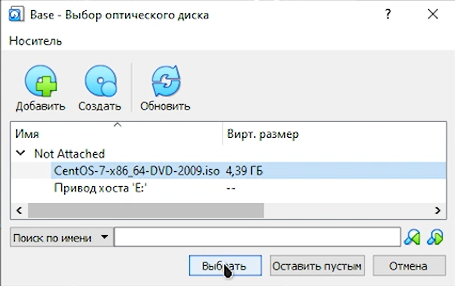 Base - Выбор оптического диска
Носитель
Добавить Создать Обновить
Имя Вирт. размер
Not Attached
CentOS-7-x86_64-DVD-2009.iso 4,39 ГБ
Привод хоста 'E:' --
Поиск по имени
Выбрать Оставить пустым Отмена